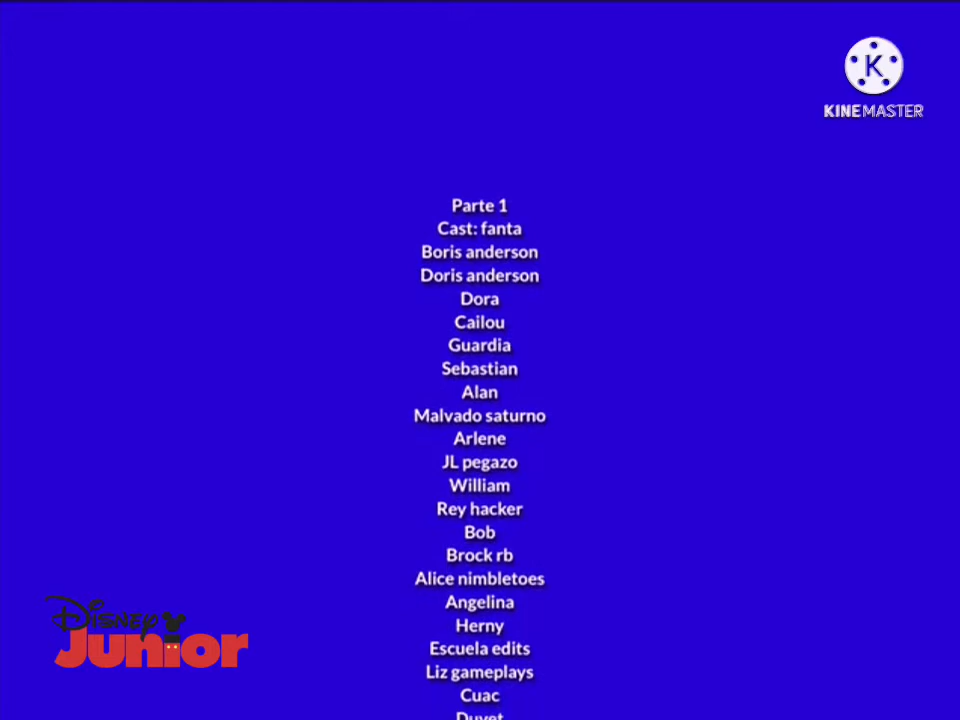 K
KINEMASTER
Parte 1
Cast: fanta
Boris anderson
Doris anderson
Dora
Cailou
Guardia
Sebastian
Alan
Malvado saturno
Arlene
JL pegazo
William
Rey hacker
Bob
Brock rb
Alice nimbletoes
Angelina
Herny
Escuela edits
Liz gameplays
Cuac
Duvet
Disney
Junior